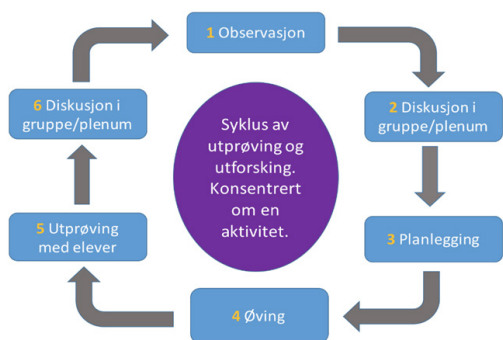 1 Observasjon
2 Diskusjon i
gruppe/plenum
3 Planlegging
4 Øving
5 Utprøving
med elever
6 Diskusjon i
gruppe/plenum
Syklus av
utprøving og
utforsking.
Konsentrert
om en
aktivitet.